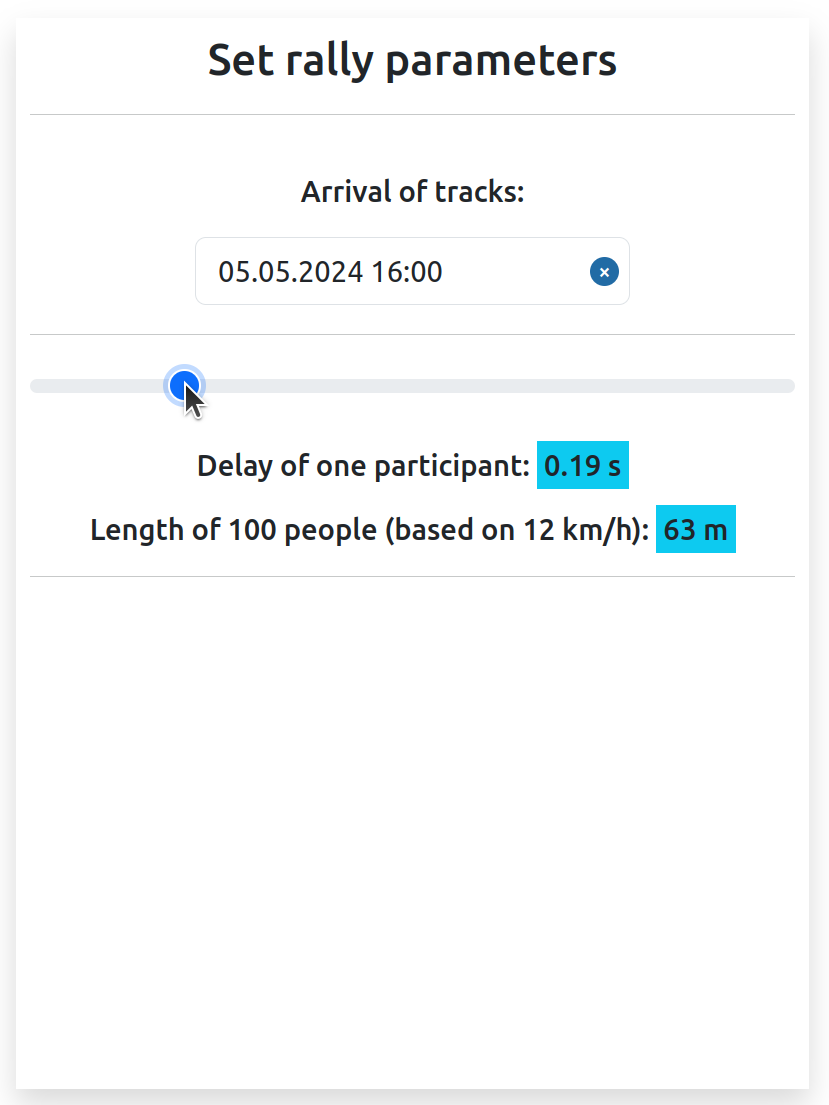 Set rally parameters
Arrival of tracks:
05.05.2024 16:00
Delay of one participant: 0.19 s
Length of 100 people (based on 12 km/h): 63 m